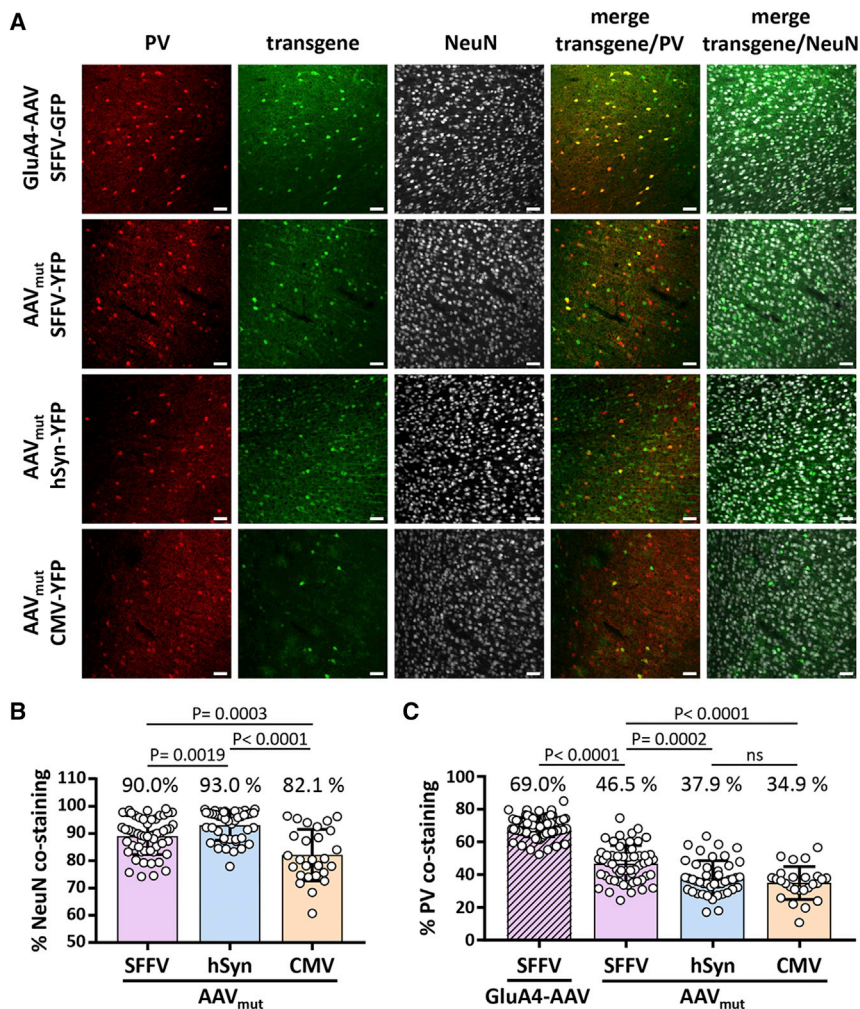 A
PV
transgene
NeuN
merge
transgene/PV
merge
transgene/NeuN
GluA4-AAV
SFFV-GFP
AAVmut
SFFV-YFP
AAVmut
hSyn-YFP
AAVmut
CMV-YFP
B
P= 0.0003
P= 0.0019
P< 0.0001
90.0%
93.0 %
82.1 %
% NeuN co-staining
110
100
90
80
70
60
50
SFFV
hSyn
CMV
AAVmut
C
P< 0.0001
P= 0.0002
P< 0.0001
ns
69.0%
46.5 %
37.9 %
34.9 %
% PV co-staining
100
80
60
40
20
0
SFFV
SFFV
hSyn
CMV
GluA4-AAV
AAVmut